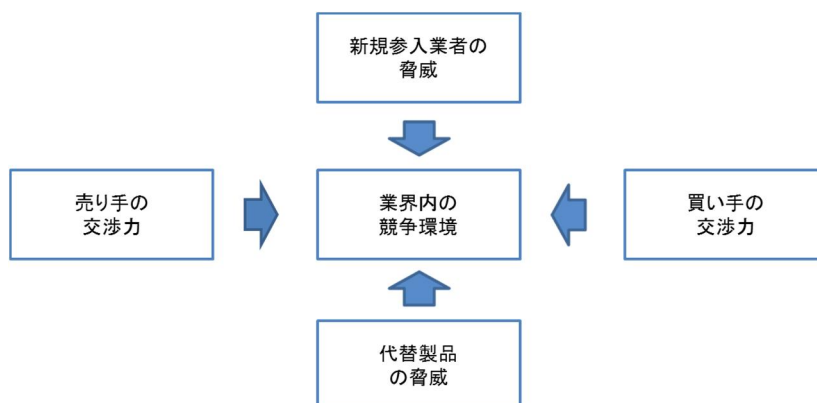 新規参入業者の
脅威
売り手の
交渉力
業界内の
競争環境
買い手の
交渉力
代替製品
の脅威